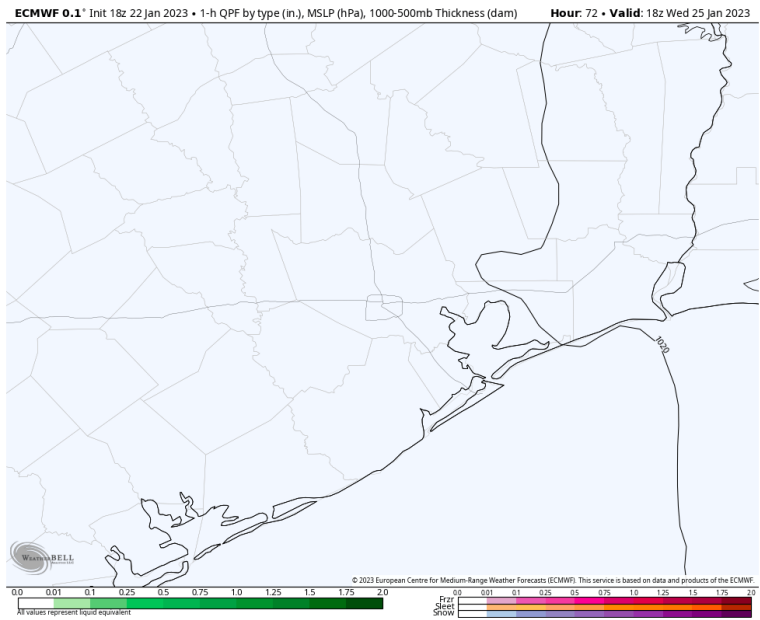 ECMWF 0.1° Init 18z 22 Jan 2023 • 1-h QPF by type (in.), MSLP (hPa), 1000-500mb Thickness (dam) Hour: 72 • Valid: 18z Wed 25 Jan 2023
1020
WEATHERBELL
© 2023 European Centre for Medium-Range Weather Forecasts (ECMWF). This service is based on data and products of the ECMWF.
0.0 0.01 0.1 0.25 0.5 0.75 1.0 1.25 1.5 1.75 2.0
All values represent liquid equivalent
0.0 0.01 0.1 0.25 0.5 0.75 1.0 1.25 1.5 1.75 2.0
Frzr
Sleet
Snow